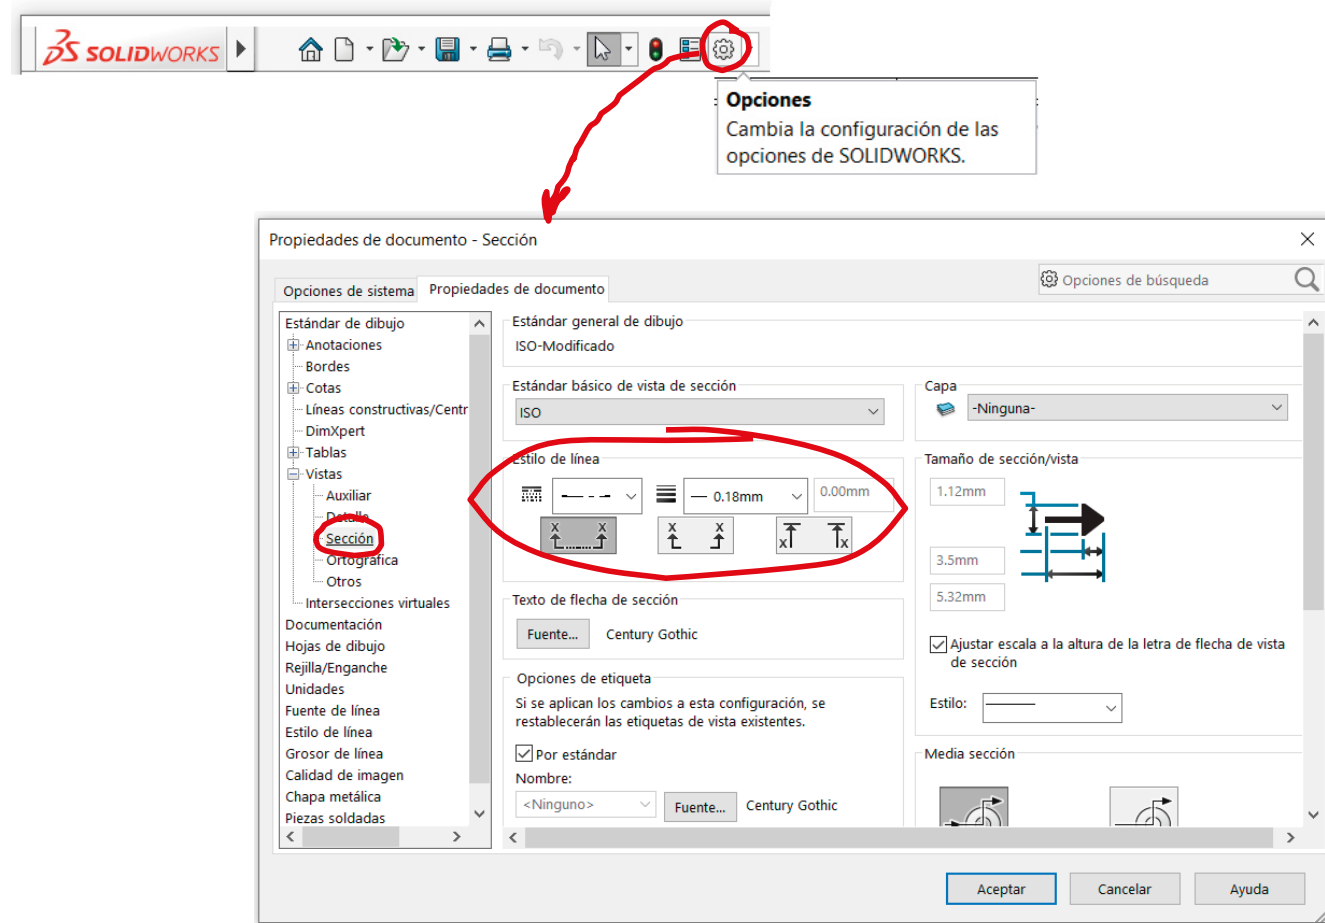 SOLIDWORKS
Opciones
Cambia la configuración de las
opciones de SOLIDWORKS.
Propiedades de documento - Sección
Opciones de sistema
Propiedades de documento
Opciones de búsqueda
Estándar de dibujo
Anotaciones
Bordes
Cotas
Líneas constructivas/Centr
DimXpert
Tablas
Vistas
Auxiliar
Detalle
Sección
Ortográfica
Otros
Intersecciones virtuales
Documentación
Hojas de dibujo
Rejilla/Enganche
Unidades
Fuente de línea
Estilo de línea
Grosor de línea
Calidad de imagen
Chapa metálica
Piezas soldadas
Estándar general de dibujo
ISO-Modificado
Estándar básico de vista de sección
ISO
Estilo de línea
0.18mm
0.00mm
X X
X X
X X
Texto de flecha de sección
Fuente...
Century Gothic
Opciones de etiqueta
Si se aplican los cambios a esta configuración, se
restablecerán las etiquetas de vista existentes.
Por estándar
Nombre:
<Ninguno>
Fuente...
Century Gothic
Capa
-Ninguna-
Tamaño de sección/vista
1.12mm
3.5mm
5.32mm
Ajustar escala a la altura de la letra de flecha de vista
de sección
Estilo:
Media sección
Aceptar
Cancelar
Ayuda